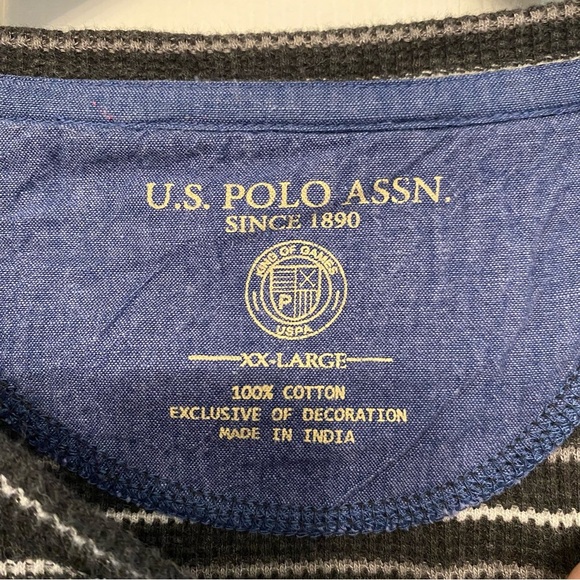 U.S. POLO ASSN.
SINCE 1890
KING OF GAMES
P
USPA
XX-LARGE
100% COTTON
EXCLUSIVE OF DECORATION
MADE IN INDIA